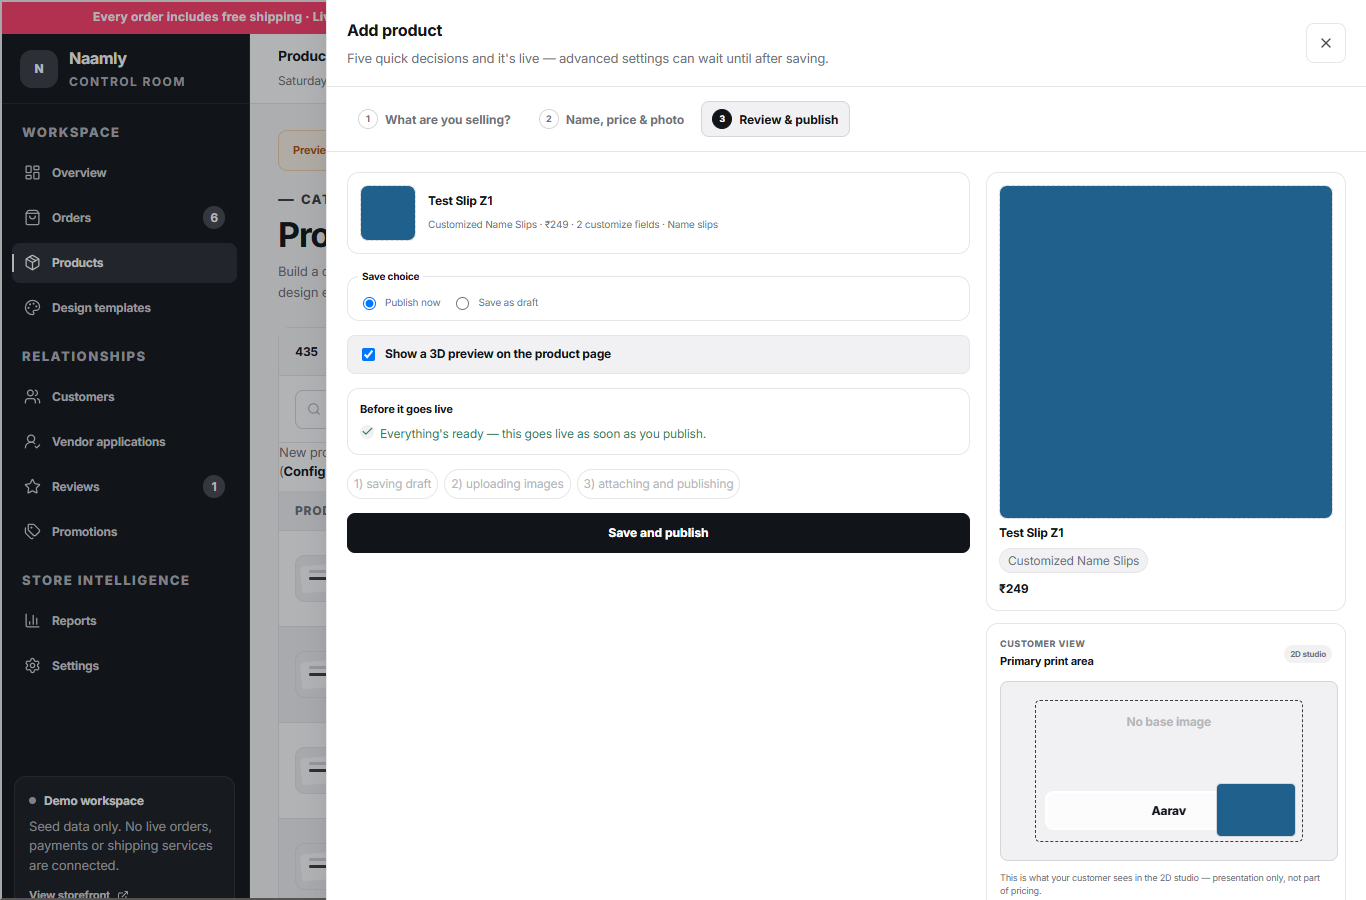 Every order includes free shipping · Liv
N
Naamly
CONTROL ROOM
WORKSPACE
Overview
Orders
6
Products
Design templates
RELATIONSHIPS
Customers
Vendor applications
Reviews
1
Promotions
STORE INTELLIGENCE
Reports
Settings
Demo workspace
Seed data only. No live orders,
payments or shipping services
are connected.
View storefront
Produc
Saturday
Previe
— CAT
Pro
Build a c
design e
435
New pro
(Config
PROD
Add product
Five quick decisions and it's live — advanced settings can wait until after saving.
1 What are you selling?
2 Name, price & photo
3 Review & publish
Test Slip Z1
Customized Name Slips · ₹249 · 2 customize fields · Name slips
Save choice
Publish now
Save as draft
Show a 3D preview on the product page
Before it goes live
Everything's ready — this goes live as soon as you publish.
1) saving draft
2) uploading images
3) attaching and publishing
Save and publish
Test Slip Z1
Customized Name Slips
₹249
CUSTOMER VIEW
Primary print area
2D studio
No base image
Aarav
This is what your customer sees in the 2D studio — presentation only, not part
of pricing.